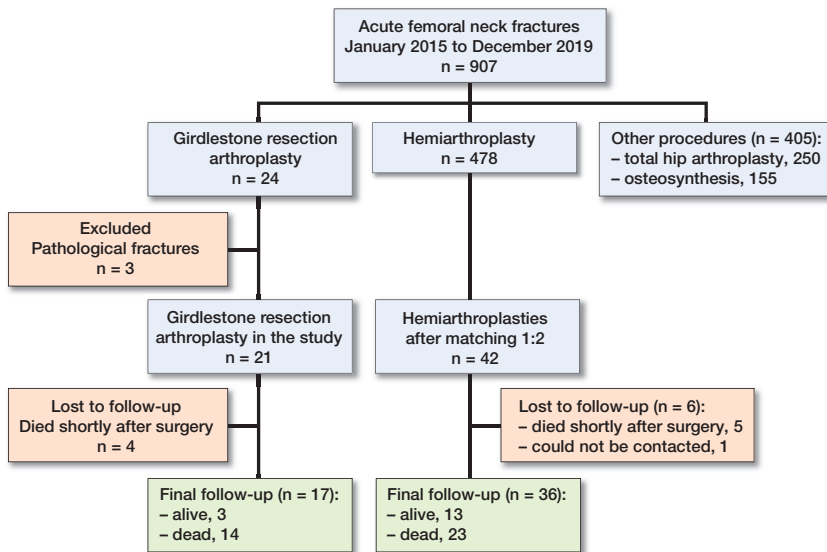 Acute femoral neck fractures
January 2015 to December 2019
n = 907
Girdlestone resection
arthroplasty
n = 24
Hemiarthroplasty
n = 478
Other procedures (n = 405):
– total hip arthroplasty, 250
– osteosynthesis, 155
Excluded
Pathological fractures
n = 3
Girdlestone resection
arthroplasty in the study
n = 21
Hemiarthroplasties
after matching 1:2
n = 42
Lost to follow-up
Died shortly after surgery
n = 4
Lost to follow-up (n = 6):
– died shortly after surgery, 5
– could not be contacted, 1
Final follow-up (n = 17):
– alive, 3
– dead, 14
Final follow-up (n = 36):
– alive, 13
– dead, 23